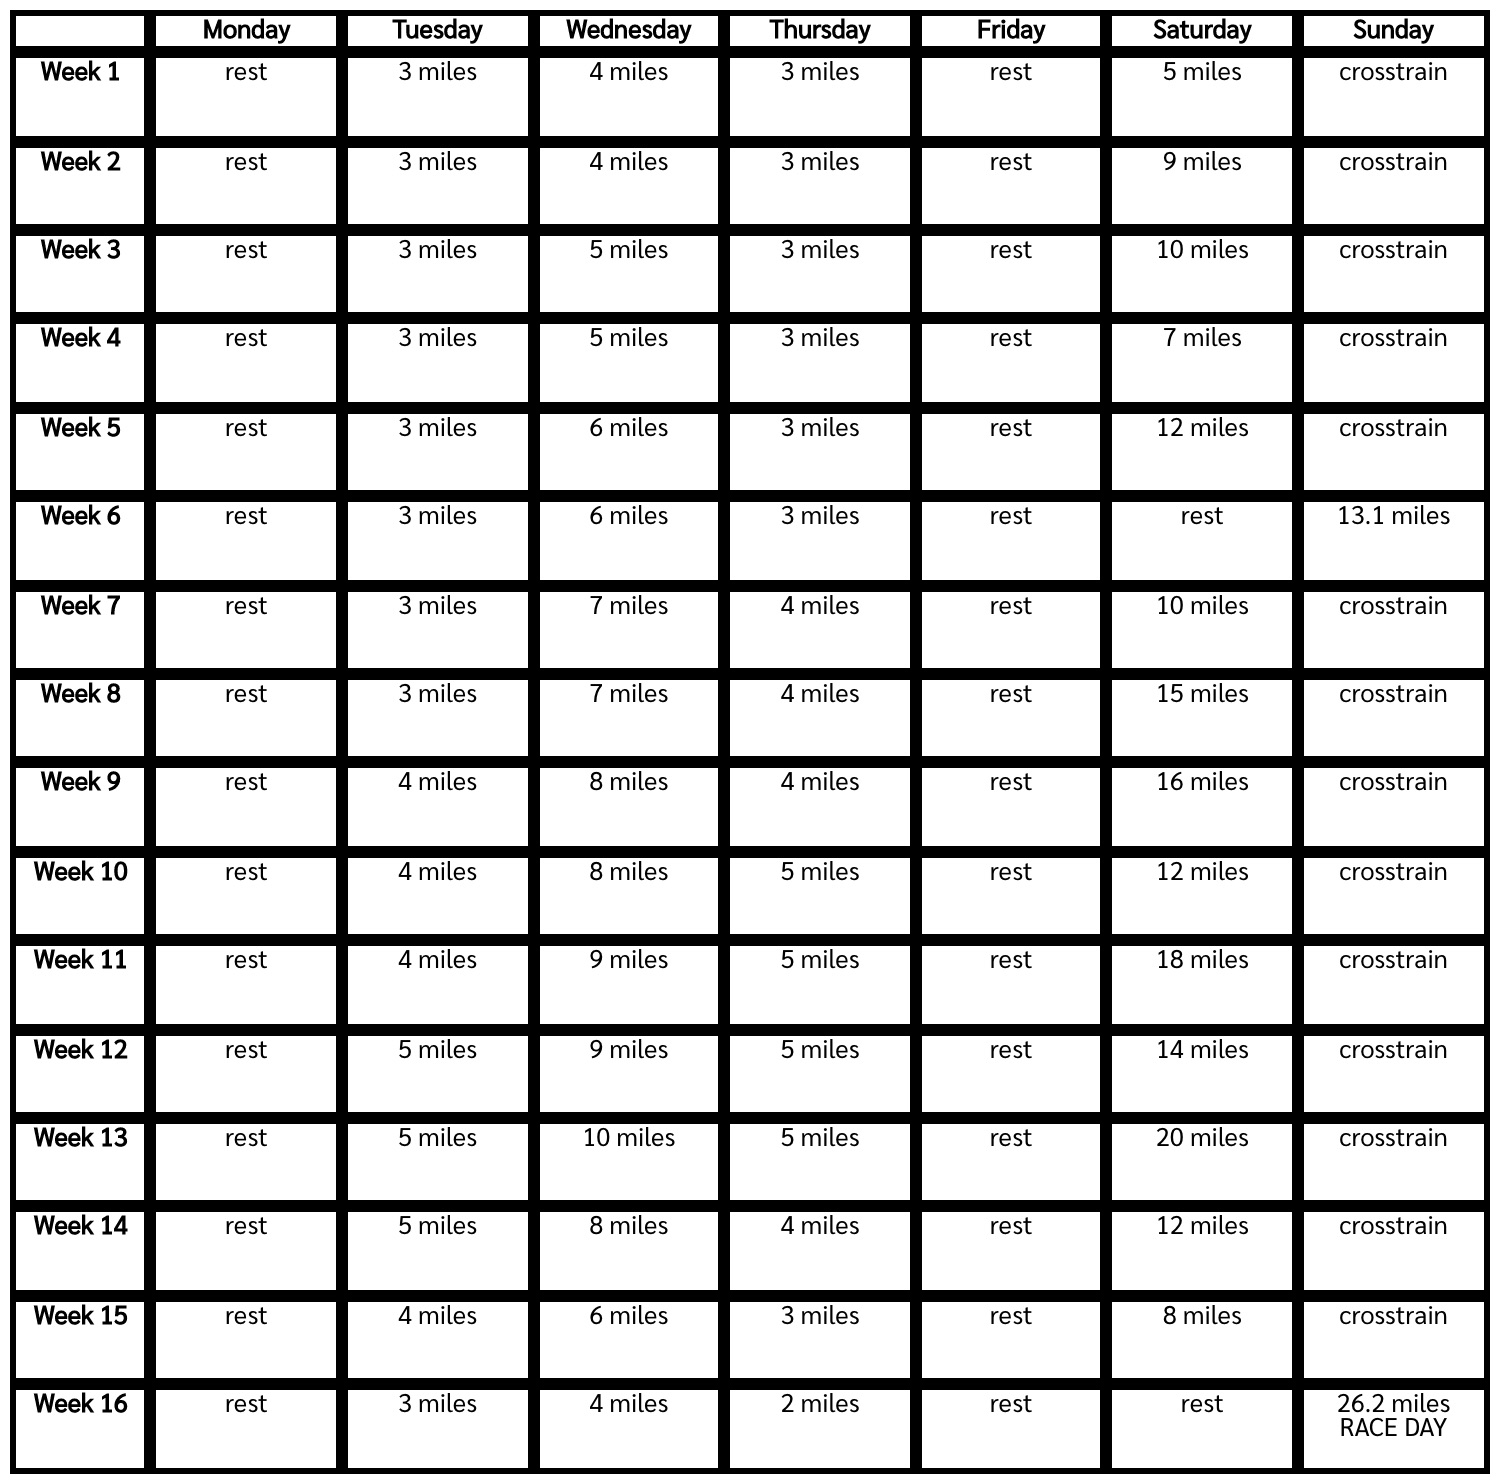 Monday Tuesday Wednesday Thursday Friday Saturday Sunday
Week 1 rest 3 miles 4 miles 3 miles rest 5 miles crosstrain
Week 2 rest 3 miles 4 miles 3 miles rest 9 miles crosstrain
Week 3 rest 3 miles 5 miles 3 miles rest 10 miles crosstrain
Week 4 rest 3 miles 5 miles 3 miles rest 7 miles crosstrain
Week 5 rest 3 miles 6 miles 3 miles rest 12 miles crosstrain
Week 6 rest 3 miles 6 miles 3 miles rest rest 13.1 miles
Week 7 rest 3 miles 7 miles 4 miles rest 10 miles crosstrain
Week 8 rest 3 miles 7 miles 4 miles rest 15 miles crosstrain
Week 9 rest 4 miles 8 miles 4 miles rest 16 miles crosstrain
Week 10 rest 4 miles 8 miles 5 miles rest 12 miles crosstrain
Week 11 rest 4 miles 9 miles 5 miles rest 18 miles crosstrain
Week 12 rest 5 miles 9 miles 5 miles rest 14 miles crosstrain
Week 13 rest 5 miles 10 miles 5 miles rest 20 miles crosstrain
Week 14 rest 5 miles 8 miles 4 miles rest 12 miles crosstrain
Week 15 rest 4 miles 6 miles 3 miles rest 8 miles crosstrain
Week 16 rest 3 miles 4 miles 2 miles rest rest 26.2 miles
RACE DAY